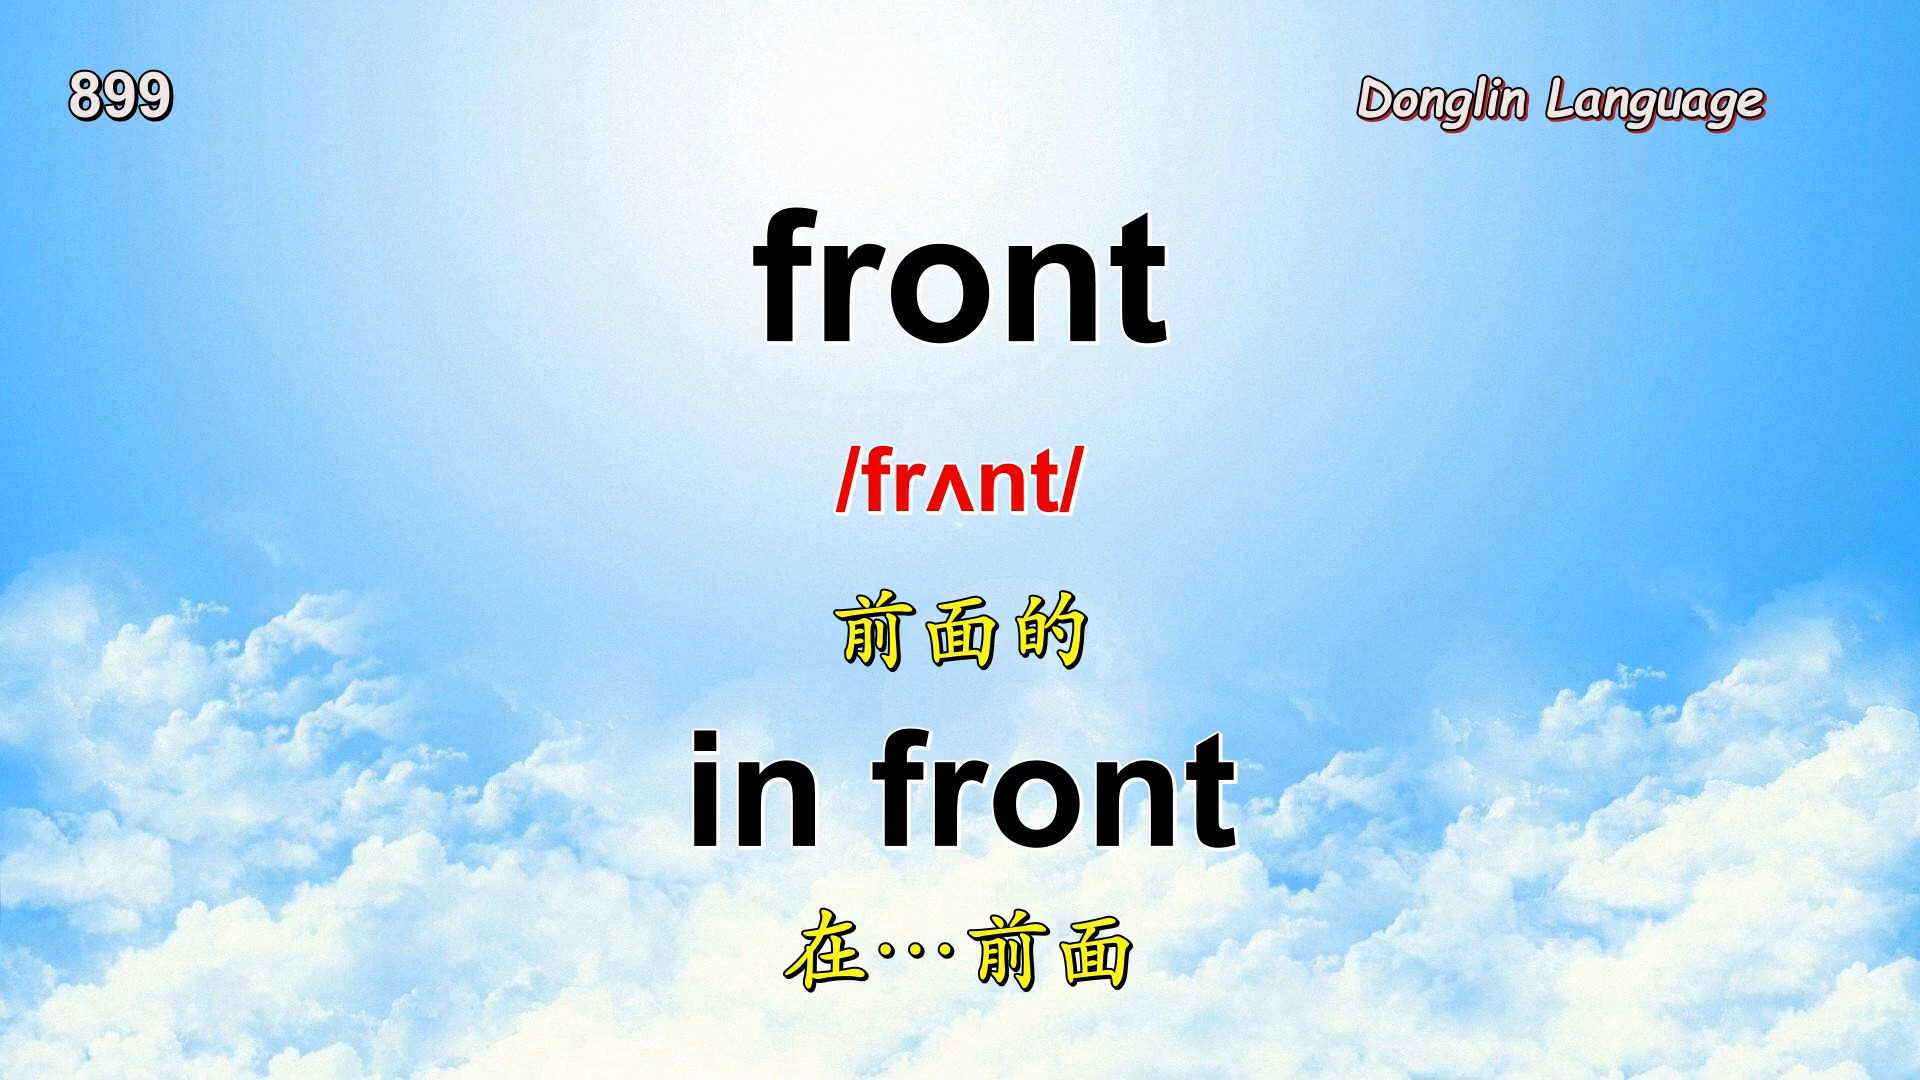 899
Donglin Language
front
/frʌnt/
前面的
in front
在…前面